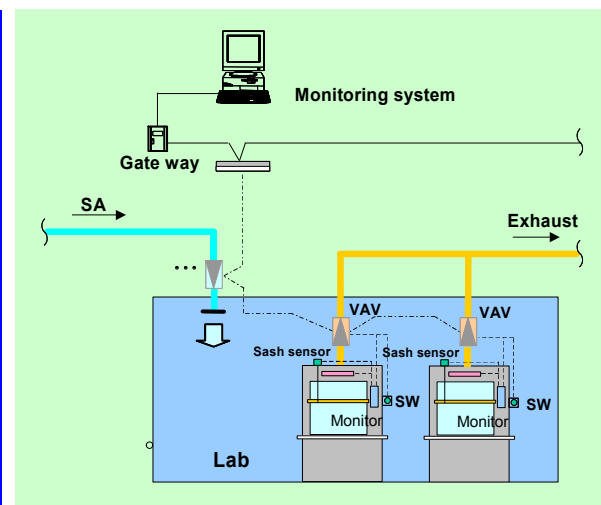 Monitoring system
Gate way
SA
Exhaust
VAV
VAV
Sash sensor
Sash sensor
SW
SW
Monitor
Monitor
Lab